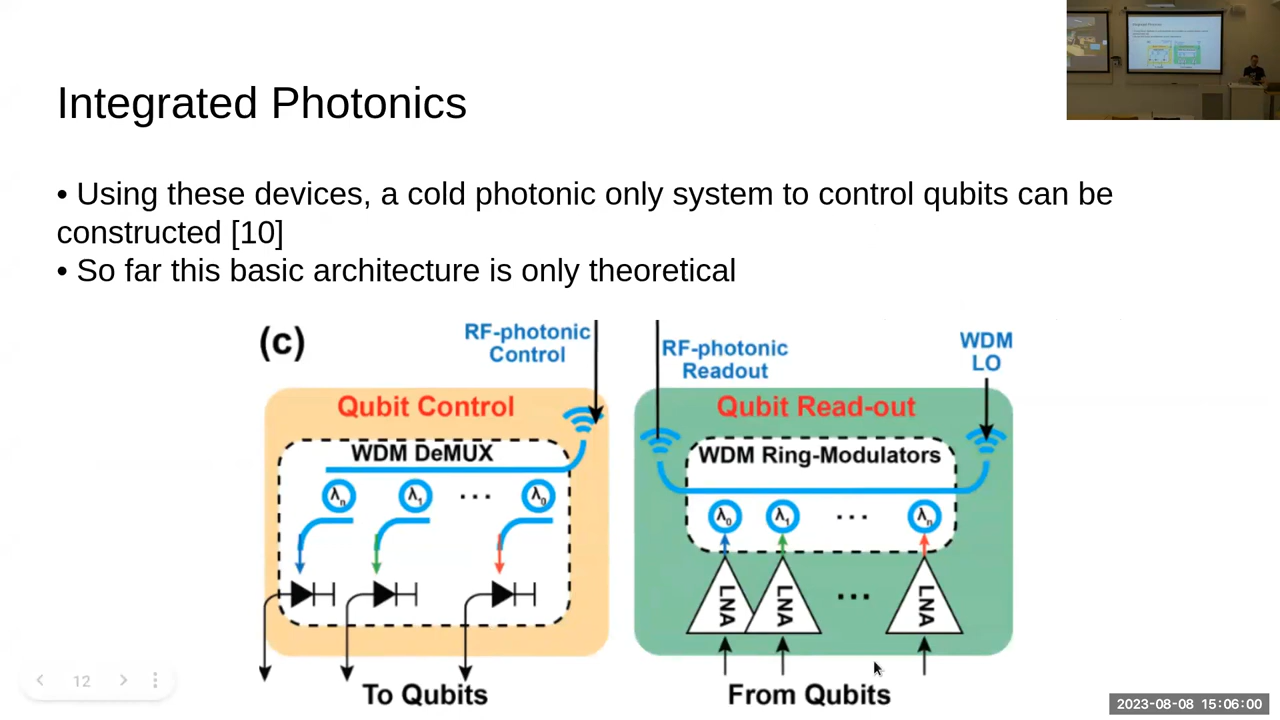 Integrated Photonics
• Using these devices, a cold photonic only system to control qubits can be
constructed [10]
• So far this basic architecture is only theoretical
(c)
RF-photonic
Control
Qubit Control
WDM DeMUX
λn
λ1
...
λ0
To Qubits
RF-photonic
Readout
WDM
LO
Qubit Read-out
WDM Ring-Modulators
λ0
λ1
...
λn
LNA
LNA
...
LNA
From Qubits
12
2023-08-08 15:06:00